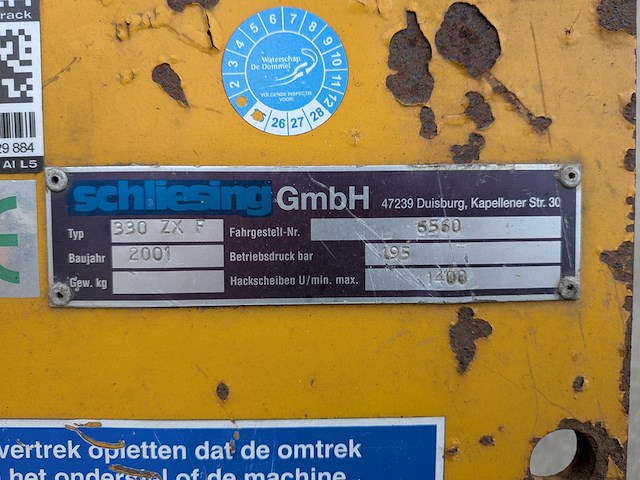 rack
29 884
AI L5
1 2 3 4 5 6 7 8 9 10 11 12
Waterschap
De Dommel
VOLGENDE INSPECTIE
VOOR:
26 27 28
schliesing GmbH 47239 Duisburg, Kapellener Str. 30
Typ 330 ZX F Fahrgestell-Nr. 6560
Baujahr 2001 Betriebsdruck bar 195
Gew. kg Hackscheiben U/min. max. 1400
vertrek opletten dat de omtrek
het onderstel of de machine